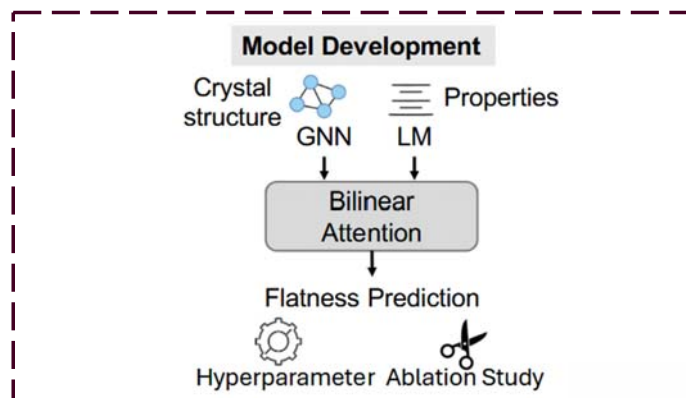 Model Development
Crystal
structure
Properties
GNN
LM
Bilinear
Attention
Flatness Prediction
Hyperparameter
Ablation Study